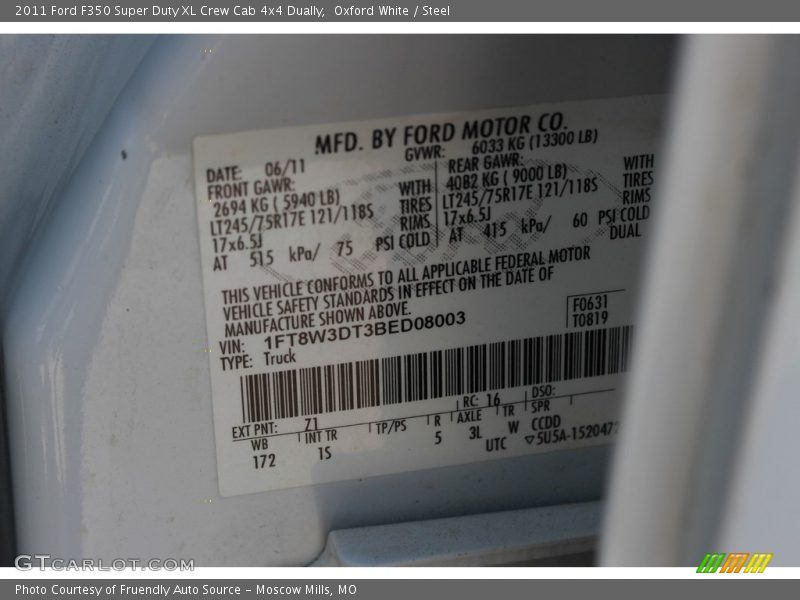 2011 Ford F350 Super Duty XL Crew Cab 4x4 Dually,  Oxford White / Steel
MFD. BY FORD MOTOR CO.
DATE: 06/11 GVWR: 6033 KG (13300 LB)
FRONT GAWR: REAR GAWR:
2694 KG ( 5940 LB) WITH 4082 KG ( 9000 LB) WITH
LT245/75R17E 121/118S TIRES LT245/75R17E 121/118S TIRES
17x6.5J RIMS 17x6.5J RIMS
AT 515 kPa/ 75 PSI COLD AT 415 kPa/ 60 PSI COLD
DUAL
THIS VEHICLE CONFORMS TO ALL APPLICABLE FEDERAL MOTOR
VEHICLE SAFETY STANDARDS IN EFFECT ON THE DATE OF
MANUFACTURE SHOWN ABOVE.
F0631
VIN: 1FT8W3DT3BED08003
T0819
TYPE: Truck
EXT PNT: Z1 RC: 16 DSO:
WB INT TR TP/PS R AXLE TR SPR
172 1S 5 3L W CCDD
UTC ▽5U5A-1520472
GTCARLOT.COM
Photo Courtesy of Fruendly Auto Source – Moscow Mills, MO